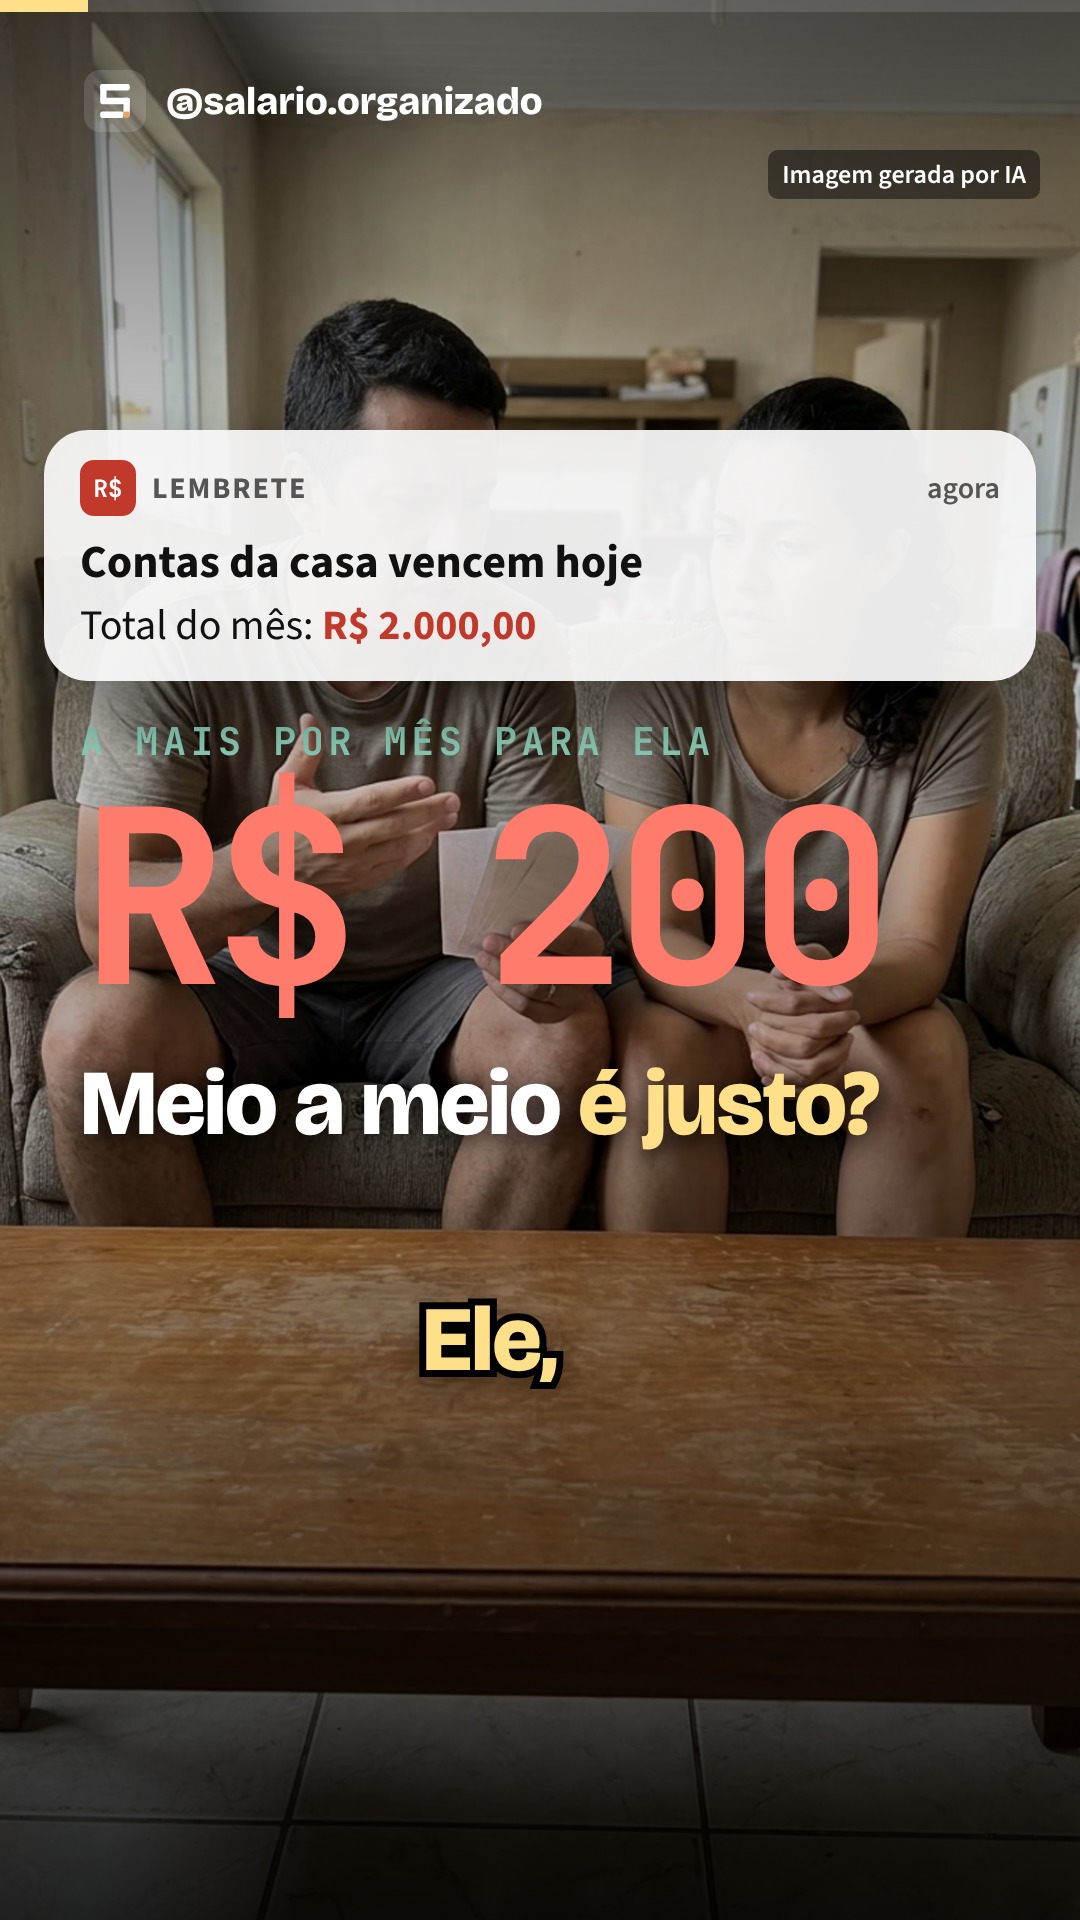 @salario.organizado
Imagem gerada por IA
R$ LEMBRETE agora
Contas da casa vencem hoje
Total do mês: R$ 2.000,00
A MAIS POR MÊS PARA ELA
R$ 200
Meio a meio é justo?
Ele,